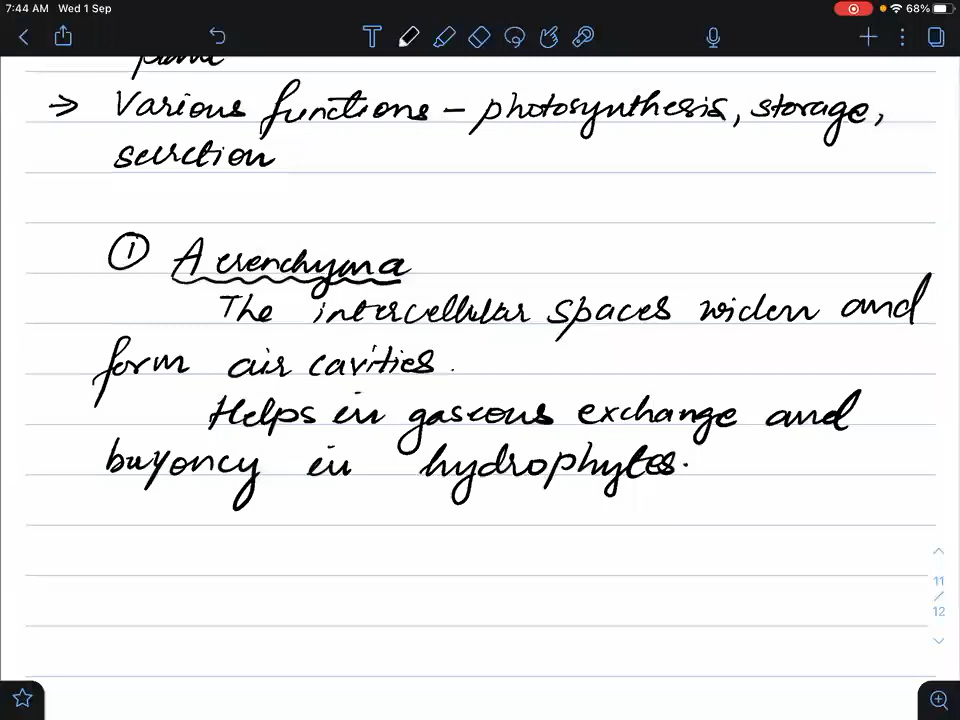 7:44 AM Wed 1 Sep 68%
→ Various functions - photosynthesis, storage,
secretion
① Aerenchyma
The intercellular spaces widen and
form air cavities.
Helps in gaseous exchange and
buyoncy in hydrophytes.
11
/
12